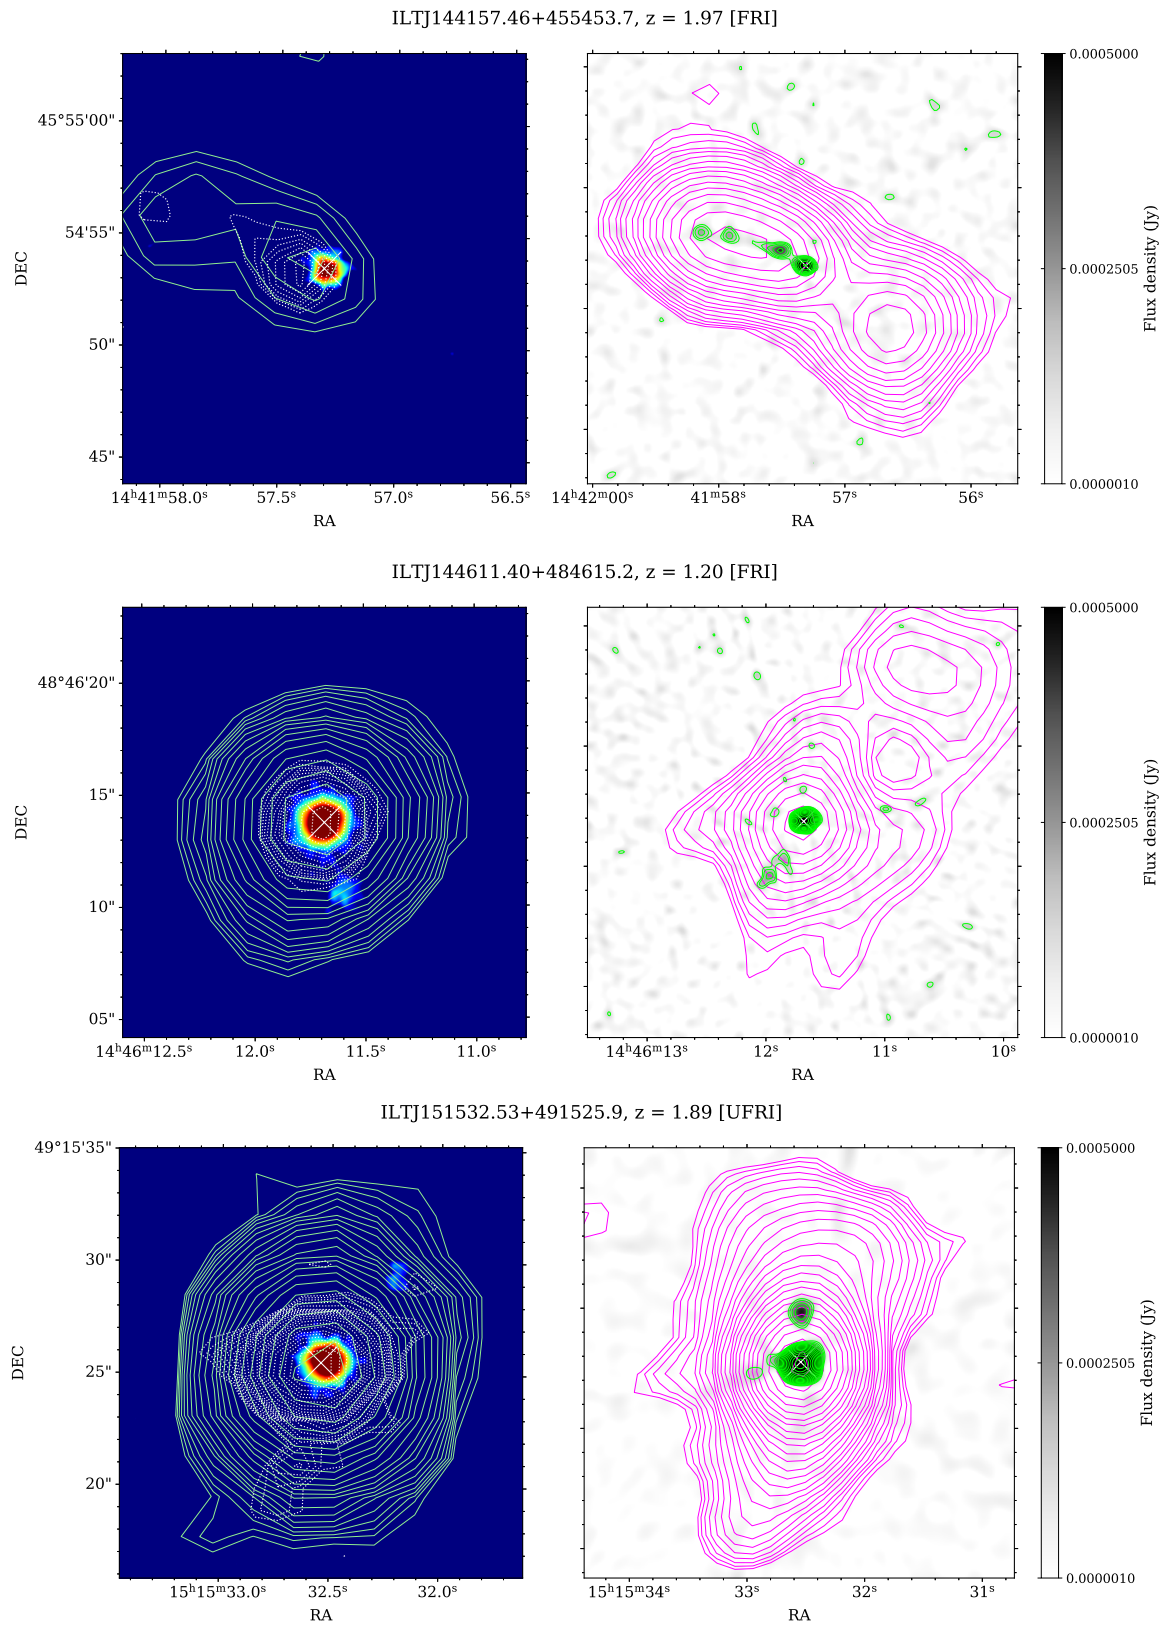 ILTJ144157.46+455453.7, z = 1.97 [FRI]
45°55'00"
54'55"
50"
45"
DEC
14ʰ41ᵐ58.0ˢ 57.5ˢ 57.0ˢ 56.5ˢ
RA
14ʰ42ᵐ00ˢ 41ᵐ58ˢ 57ˢ 56ˢ
RA
0.0005000
0.0002505
0.0000010
Flux density (Jy)
ILTJ144611.40+484615.2, z = 1.20 [FRI]
48°46'20"
15"
10"
05"
DEC
14ʰ46ᵐ12.5ˢ 12.0ˢ 11.5ˢ 11.0ˢ
RA
14ʰ46ᵐ13ˢ 12ˢ 11ˢ 10ˢ
RA
0.0005000
0.0002505
0.0000010
Flux density (Jy)
ILTJ151532.53+491525.9, z = 1.89 [UFRI]
49°15'35"
30"
25"
20"
DEC
15ʰ15ᵐ33.0ˢ 32.5ˢ 32.0ˢ
RA
15ʰ15ᵐ34ˢ 33ˢ 32ˢ 31ˢ
RA
0.0005000
0.0002505
0.0000010
Flux density (Jy)